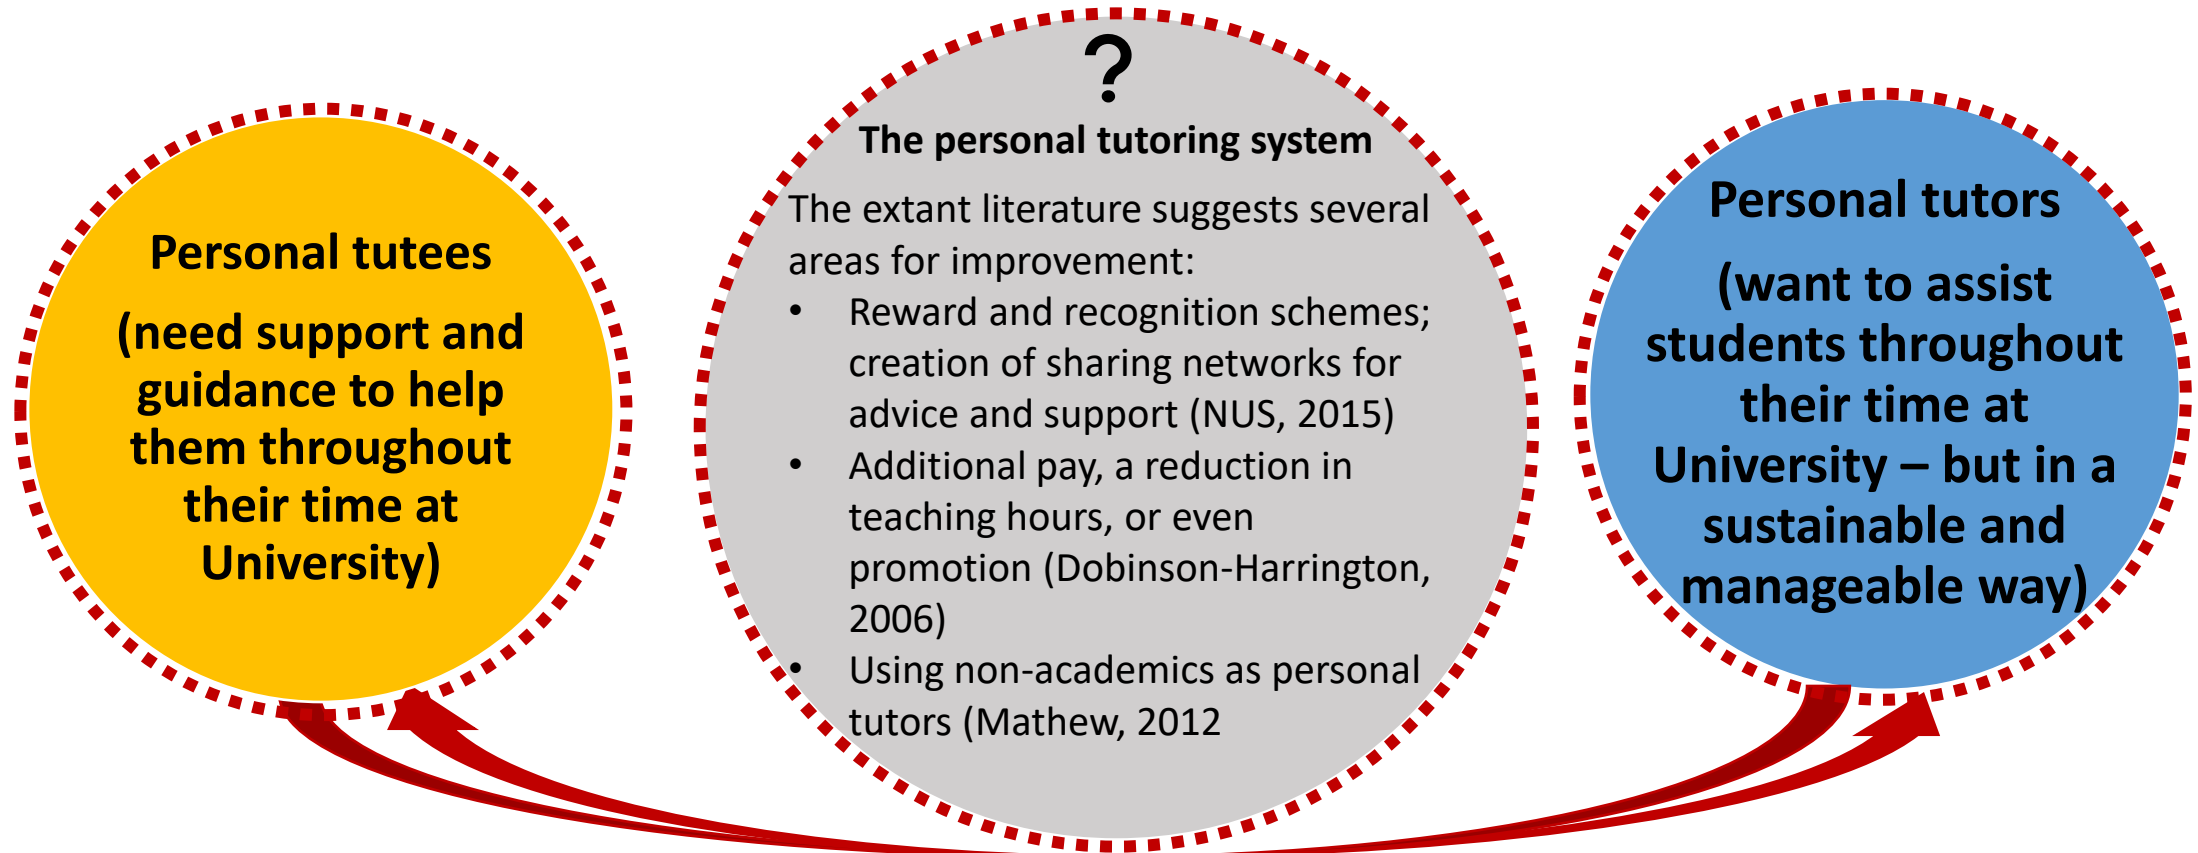 Personal tutees
(need support and
guidance to help
them throughout
their time at
University)
?
The personal tutoring system
The extant literature suggests several
areas for improvement:
• Reward and recognition schemes;
creation of sharing networks for
advice and support (NUS, 2015)
• Additional pay, a reduction in
teaching hours, or even
promotion (Dobinson-Harrington,
2006)
• Using non-academics as personal
tutors (Mathew, 2012
Personal tutors
(want to assist
students throughout
their time at
University – but in a
sustainable and
manageable way)